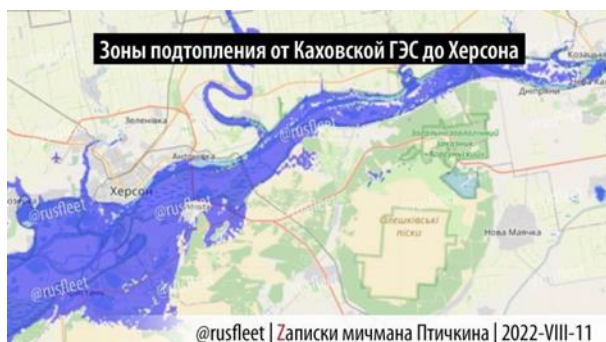 Зоны подтопления от Каховской ГЭС до Херсона
Козацьке
Дніпряни
Зеленівка
@rusfleet
Антонівка
Херсон
@rusfleet
Олешківські
піски
Нова Маячка
@rusfleet
@rusfleet | Zаписки мичмана Птичкина | 2022-VIII-11